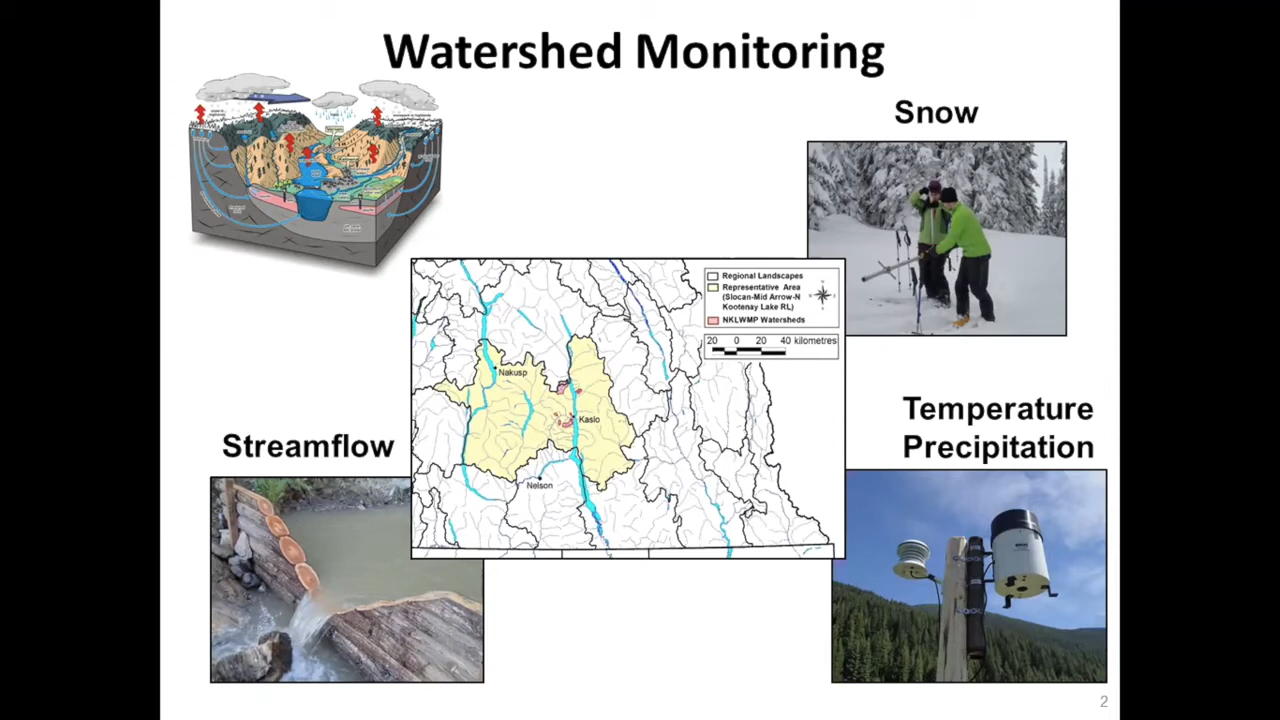 Watershed Monitoring
Snow
Regional Landscapes
Representative Area
(Slocan-Mid Arrow-N
Kootenay Lake RL)
NKLWMP Watersheds
20 0 20 40 kilometres
Nakusp
Kaslo
Nelson
Streamflow
Temperature
Precipitation
2